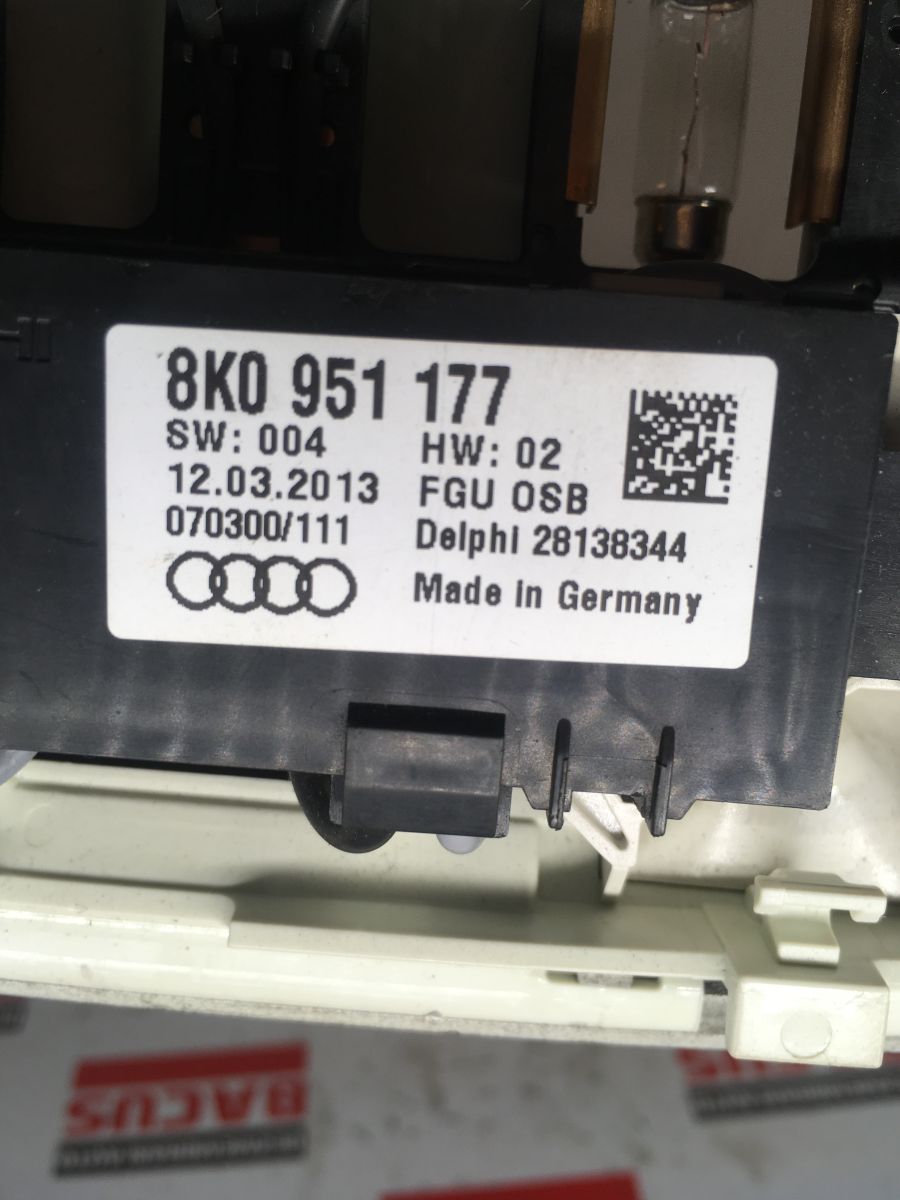 8K0 951 177
SW: 004 HW: 02
12.03.2013 FGU OSB
070300/111 Delphi 28138344
Made in Germany
BACUS